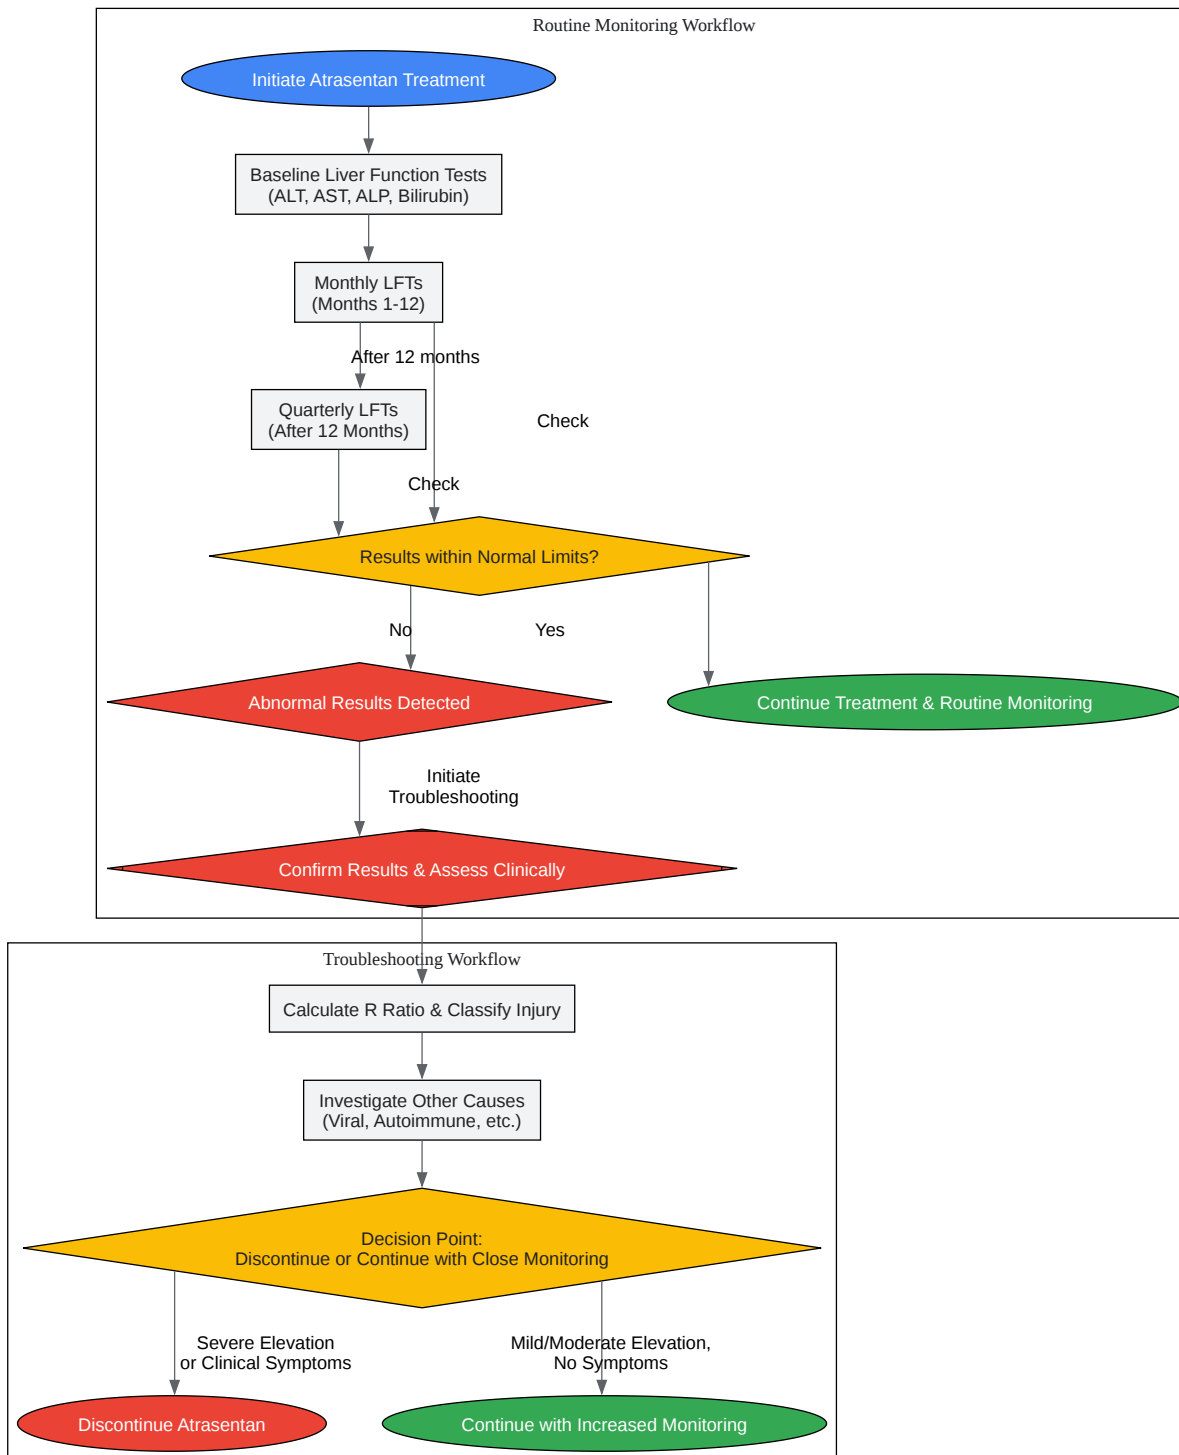 Routine Monitoring Workflow
Initiate Atrasentan Treatment
Baseline Liver Function Tests
(ALT, AST, ALP, Bilirubin)
Monthly LFTs
(Months 1-12)
After 12 months
Quarterly LFTs
(After 12 Months)
Check
Check
Results within Normal Limits?
No
Yes
Abnormal Results Detected
Continue Treatment & Routine Monitoring
Initiate
Troubleshooting
Confirm Results & Assess Clinically
Troubleshooting Workflow
Calculate R Ratio & Classify Injury
Investigate Other Causes
(Viral, Autoimmune, etc.)
Decision Point:
Discontinue or Continue with Close Monitoring
Severe Elevation
or Clinical Symptoms
Mild/Moderate Elevation,
No Symptoms
Discontinue Atrasentan
Continue with Increased Monitoring